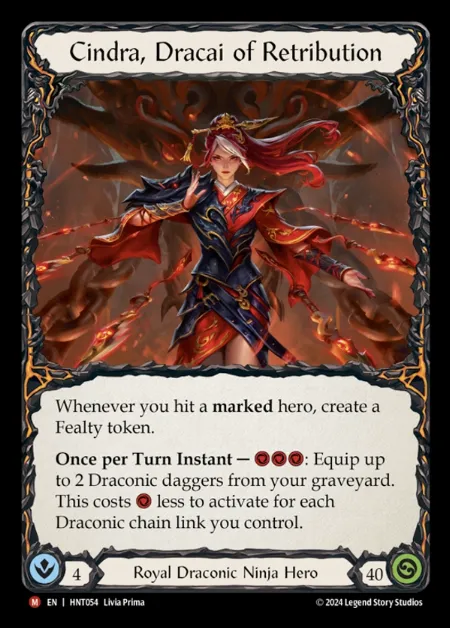 Cindra, Dracai of Retribution
Whenever you hit a marked hero, create a
Fealty token.
Once per Turn Instant — : Equip up
to 2 Draconic daggers from your graveyard.
This costs less to activate for each
Draconic chain link you control.
4
Royal Draconic Ninja Hero
40
M EN | HNT054 Livia Prima
© 2024 Legend Story Studios